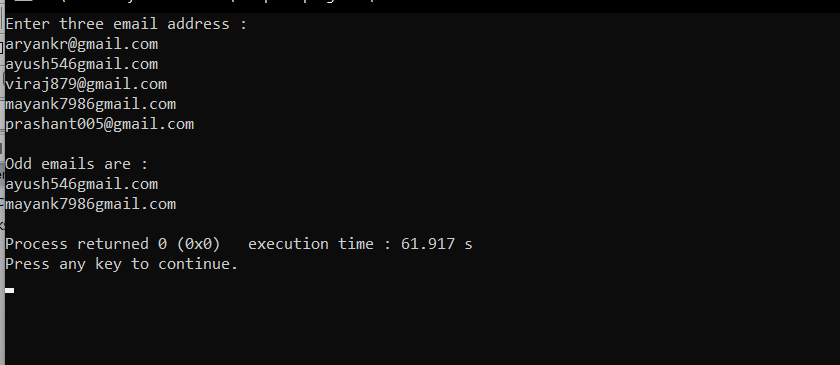 Enter three email address :
aryankr@gmail.com
ayush546gmail.com
viraj879@gmail.com
mayank7986gmail.com
prashant005@gmail.com
Odd emails are :
ayush546gmail.com
mayank7986gmail.com
Process returned 0 (0x0)   execution time : 61.917 s
Press any key to continue.